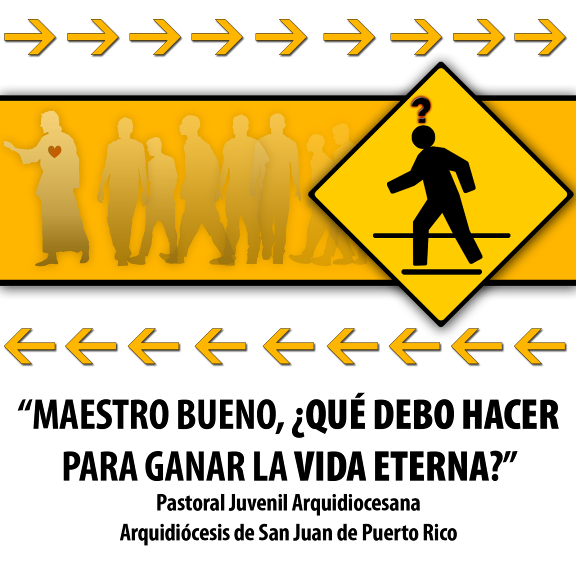 ?
“MAESTRO BUENO, ¿QUÉ DEBO HACER
PARA GANAR LA VIDA ETERNA?”
Pastoral Juvenil Arquidiocesana
Arquidiócesis de San Juan de Puerto Rico